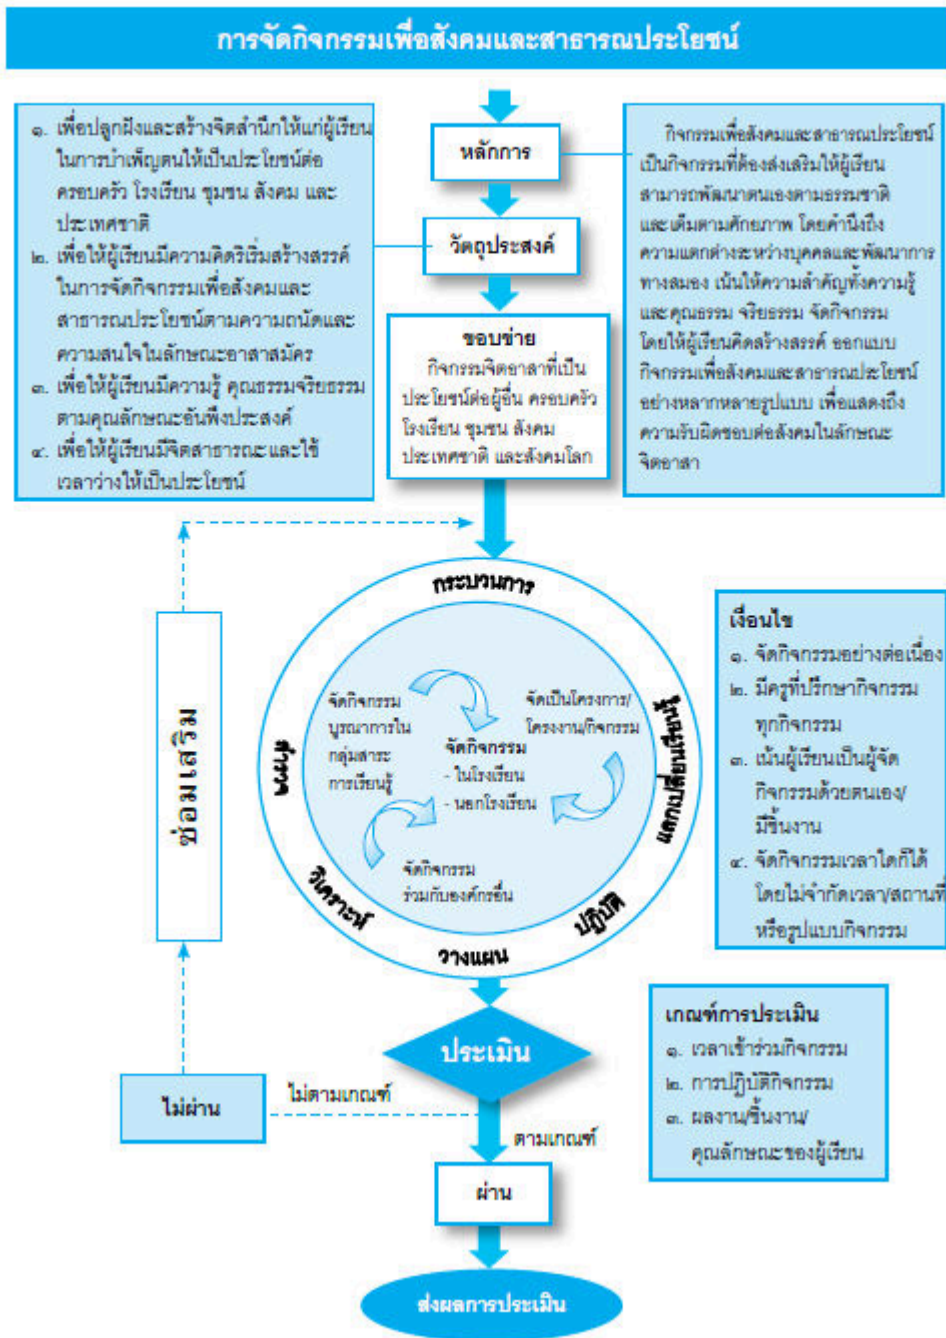 การจัดกิจกรรมเพื่อสังคมและสาธารณประโยชน์
หลักการ
กิจกรรมเพื่อสังคมและสาธารณประโยชน์
เป็นกิจกรรมที่ต้องส่งเสริมให้ผู้เรียน
สามารถพัฒนาตนเองตามธรรมชาติ
และเต็มตามศักยภาพ โดยคำนึงถึง
ความแตกต่างระหว่างบุคคลและพัฒนาการ
ทางสมอง เน้นให้ความสำคัญทั้งความรู้
และคุณธรรม จริยธรรม จัดกิจกรรม
โดยให้ผู้เรียนคิดสร้างสรรค์ ออกแบบ
กิจกรรมเพื่อสังคมและสาธารณประโยชน์
อย่างหลากหลายรูปแบบ เพื่อแสดงถึง
ความรับผิดชอบต่อสังคมในลักษณะ
จิตอาสา
วัตถุประสงค์
๑. เพื่อปลูกฝังและสร้างจิตสำนึกให้แก่ผู้เรียน
ในการบำเพ็ญตนให้เป็นประโยชน์ต่อ
ครอบครัว โรงเรียน ชุมชน สังคม และ
ประเทศชาติ
๒. เพื่อให้ผู้เรียนมีความคิดริเริ่มสร้างสรรค์
ในการจัดกิจกรรมเพื่อสังคมและ
สาธารณประโยชน์ตามความถนัดและ
ความสนใจในลักษณะอาสาสมัคร
๓. เพื่อให้ผู้เรียนมีความรู้ คุณธรรมจริยธรรม
ตามคุณลักษณะอันพึงประสงค์
๔. เพื่อให้ผู้เรียนมีจิตสาธารณะและใช้
เวลาว่างให้เป็นประโยชน์
ขอบข่าย
กิจกรรมจิตอาสาที่เป็น
ประโยชน์ต่อผู้อื่น ครอบครัว
โรงเรียน ชุมชน สังคม
ประเทศชาติ และสังคมโลก
กระบวนการ
สำรวจ
วิเคราะห์
วางแผน
ปฏิบัติ
แลกเปลี่ยนเรียนรู้
จัดกิจกรรม
บูรณาการใน
กลุ่มสาระ
การเรียนรู้
จัดเป็นโครงการ/
โครงงาน/กิจกรรม
จัดกิจกรรม
- ในโรงเรียน
- นอกโรงเรียน
จัดกิจกรรม
ร่วมกับองค์กรอื่น
เงื่อนไข
๑. จัดกิจกรรมอย่างต่อเนื่อง
๒. มีครูที่ปรึกษากิจกรรม
ทุกกิจกรรม
๓. เน้นผู้เรียนเป็นผู้จัด
กิจกรรมด้วยตนเอง/
มีชิ้นงาน
๔. จัดกิจกรรมเวลาใดก็ได้
โดยไม่จำกัดเวลา/สถานที่
หรือรูปแบบกิจกรรม
ซ่อมเสริม
ประเมิน
เกณฑ์การประเมิน
๑. เวลาเข้าร่วมกิจกรรม
๒. การปฏิบัติกิจกรรม
๓. ผลงาน/ชิ้นงาน/
คุณลักษณะของผู้เรียน
ไม่ผ่าน
ไม่ตามเกณฑ์
ตามเกณฑ์
ผ่าน
ส่งผลการประเมิน